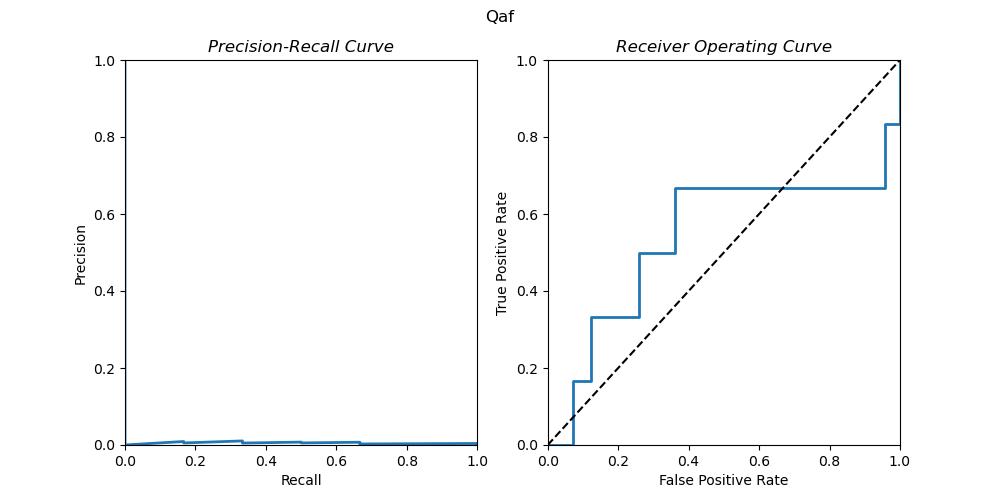 Qaf
Precision-Recall Curve
1.0
0.8
0.6
0.4
0.2
0.0
Precision
0.0 0.2 0.4 0.6 0.8 1.0
Recall
Receiver Operating Curve
1.0
0.8
0.6
0.4
0.2
0.0
True Positive Rate
0.0 0.2 0.4 0.6 0.8 1.0
False Positive Rate